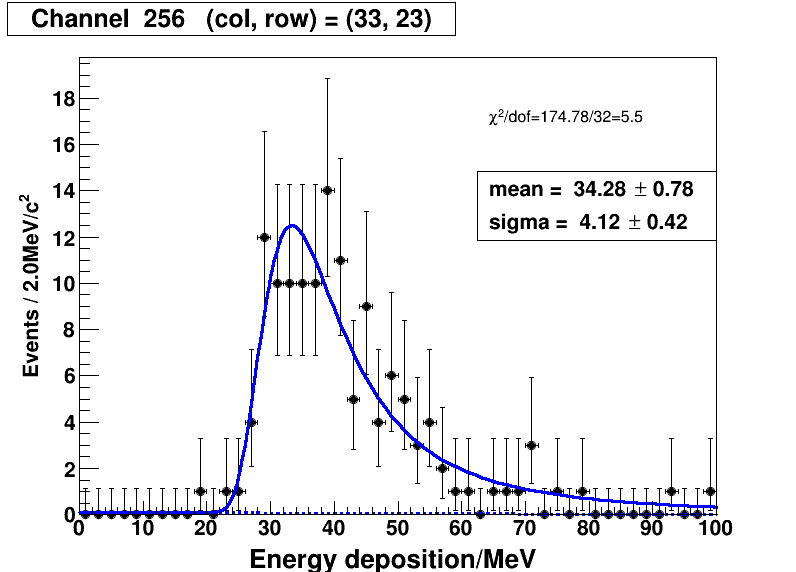 Channel 256 (col, row) = (33, 23)
χ²/dof=174.78/32=5.5
mean = 34.28 ± 0.78
sigma = 4.12 ± 0.42
Events / 2.0MeV/c²
18
16
14
12
10
8
6
4
2
0
0 10 20 30 40 50 60 70 80 90 100
Energy deposition/MeV